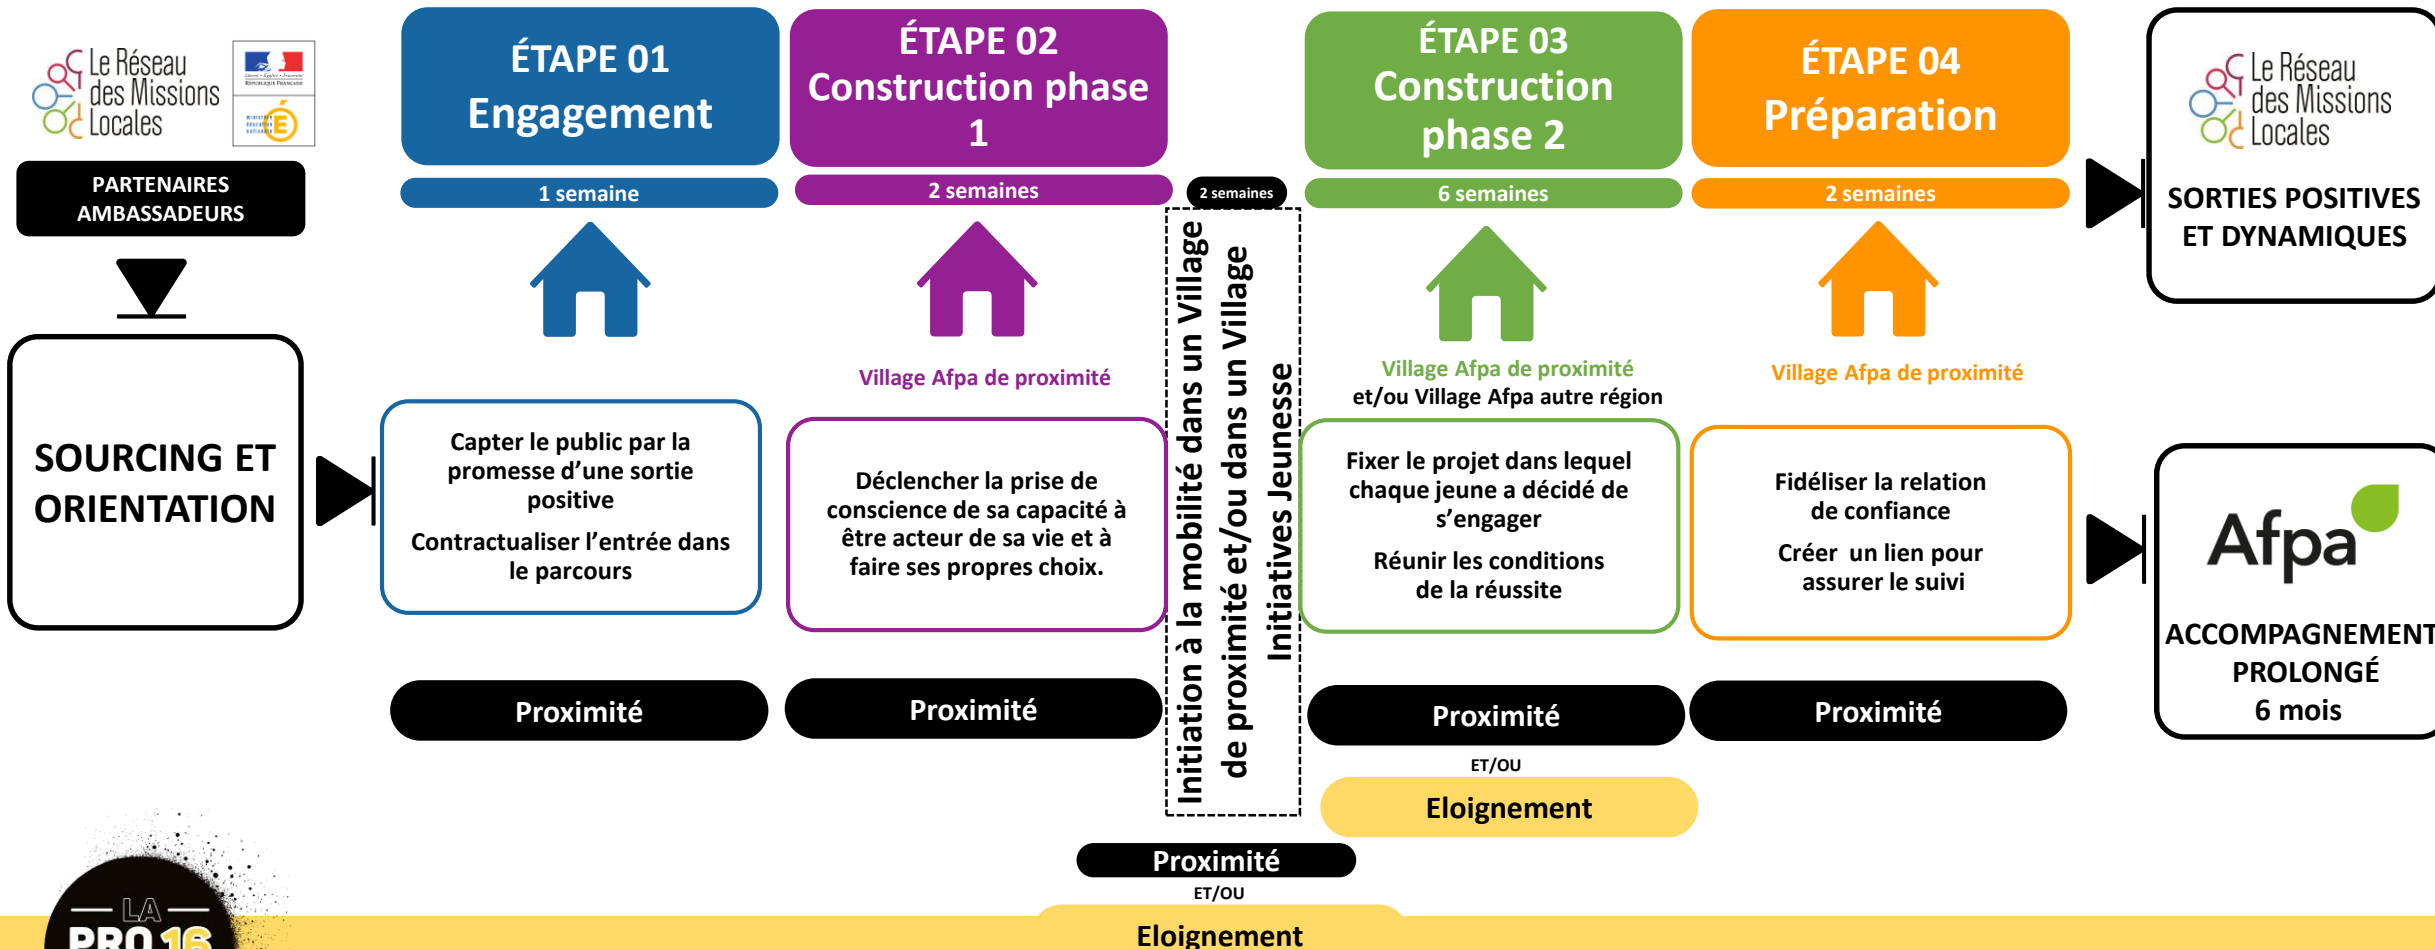 Le Réseau
des Missions
Locales
Liberté • Égalité • Fraternité
RÉPUBLIQUE FRANÇAISE
PARTENAIRES
AMBASSADEURS
SOURCING ET
ORIENTATION
ÉTAPE 01
Engagement
1 semaine
Capter le public par la
promesse d’une sortie
positive
Contractualiser l’entrée dans
le parcours
Proximité
ÉTAPE 02
Construction phase
1
2 semaines
Village Afpa de proximité
Déclencher la prise de
conscience de sa capacité à
être acteur de sa vie et à
faire ses propres choix.
Proximité
2 semaines
Initiation à la mobilité dans un Village
de proximité et/ou dans un Village
Initiatives Jeunesse
Proximité
ET/OU
Eloignement
ÉTAPE 03
Construction
phase 2
6 semaines
Village Afpa de proximité
et/ou Village Afpa autre région
Fixer le projet dans lequel
chaque jeune a décidé de
s’engager
Réunir les conditions
de la réussite
Proximité
ET/OU
Eloignement
ÉTAPE 04
Préparation
2 semaines
Village Afpa de proximité
Fidéliser la relation
de confiance
Créer un lien pour
assurer le suivi
Proximité
Le Réseau
des Missions
Locales
SORTIES POSITIVES
ET DYNAMIQUES
Afpa
ACCOMPAGNEMENT
PROLONGÉ
6 mois
LA
PRO 16